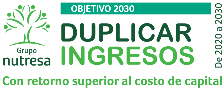 OBJETIVO 2030
DUPLICAR
INGRESOS
De 2020 a 2030
Grupo
nutresa
Con retorno superior al costo de capital